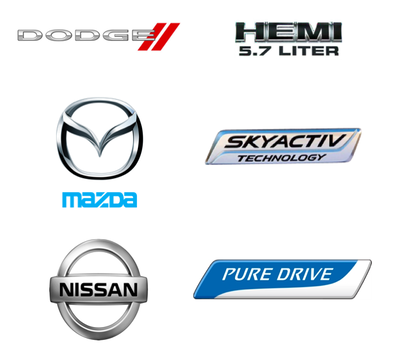 DODGE
HEMI
5.7 LITER
mazda
SKYACTIV
TECHNOLOGY
NISSAN
PURE DRIVE